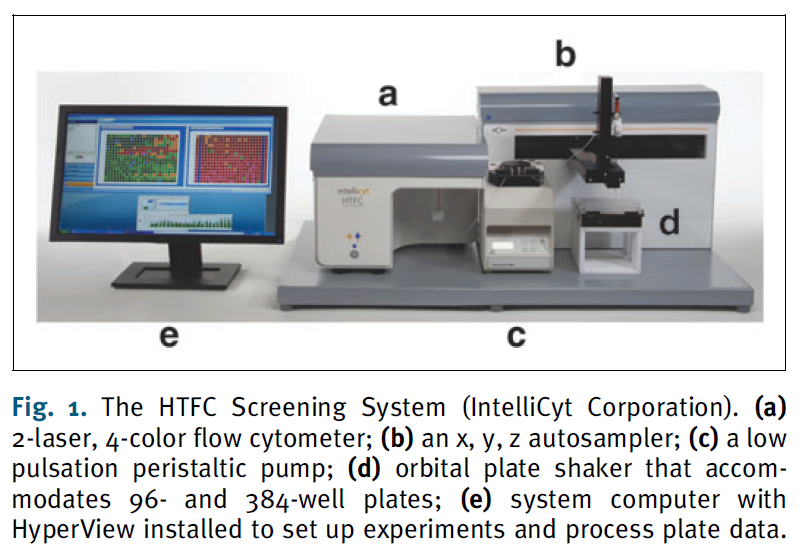 b
a
intellicyt
HTFC
d
e
c
Fig. 1. The HTFC Screening System (IntelliCyt Corporation). (a)
2-laser, 4-color flow cytometer; (b) an x, y, z autosampler; (c) a low
pulsation peristaltic pump; (d) orbital plate shaker that accom-
modates 96- and 384-well plates; (e) system computer with
HyperView installed to set up experiments and process plate data.